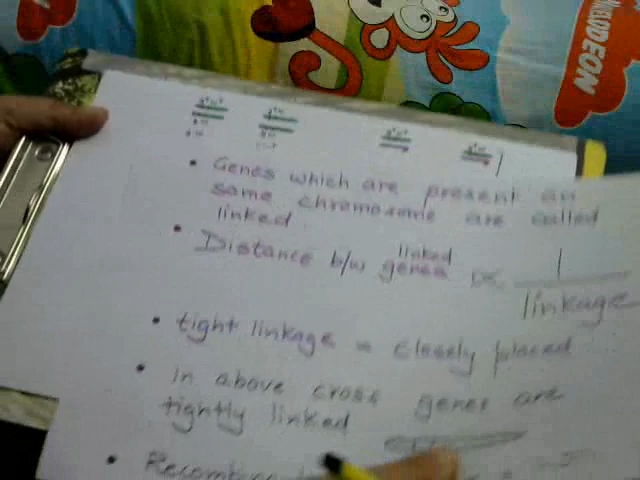 NICKELODEON
• Genes which are present on
same chromosome are called
linked
• Distance b/w linked genes ∝ 1/linkage
• tight linkage = closely placed
• in above cross genes are
tightly linked